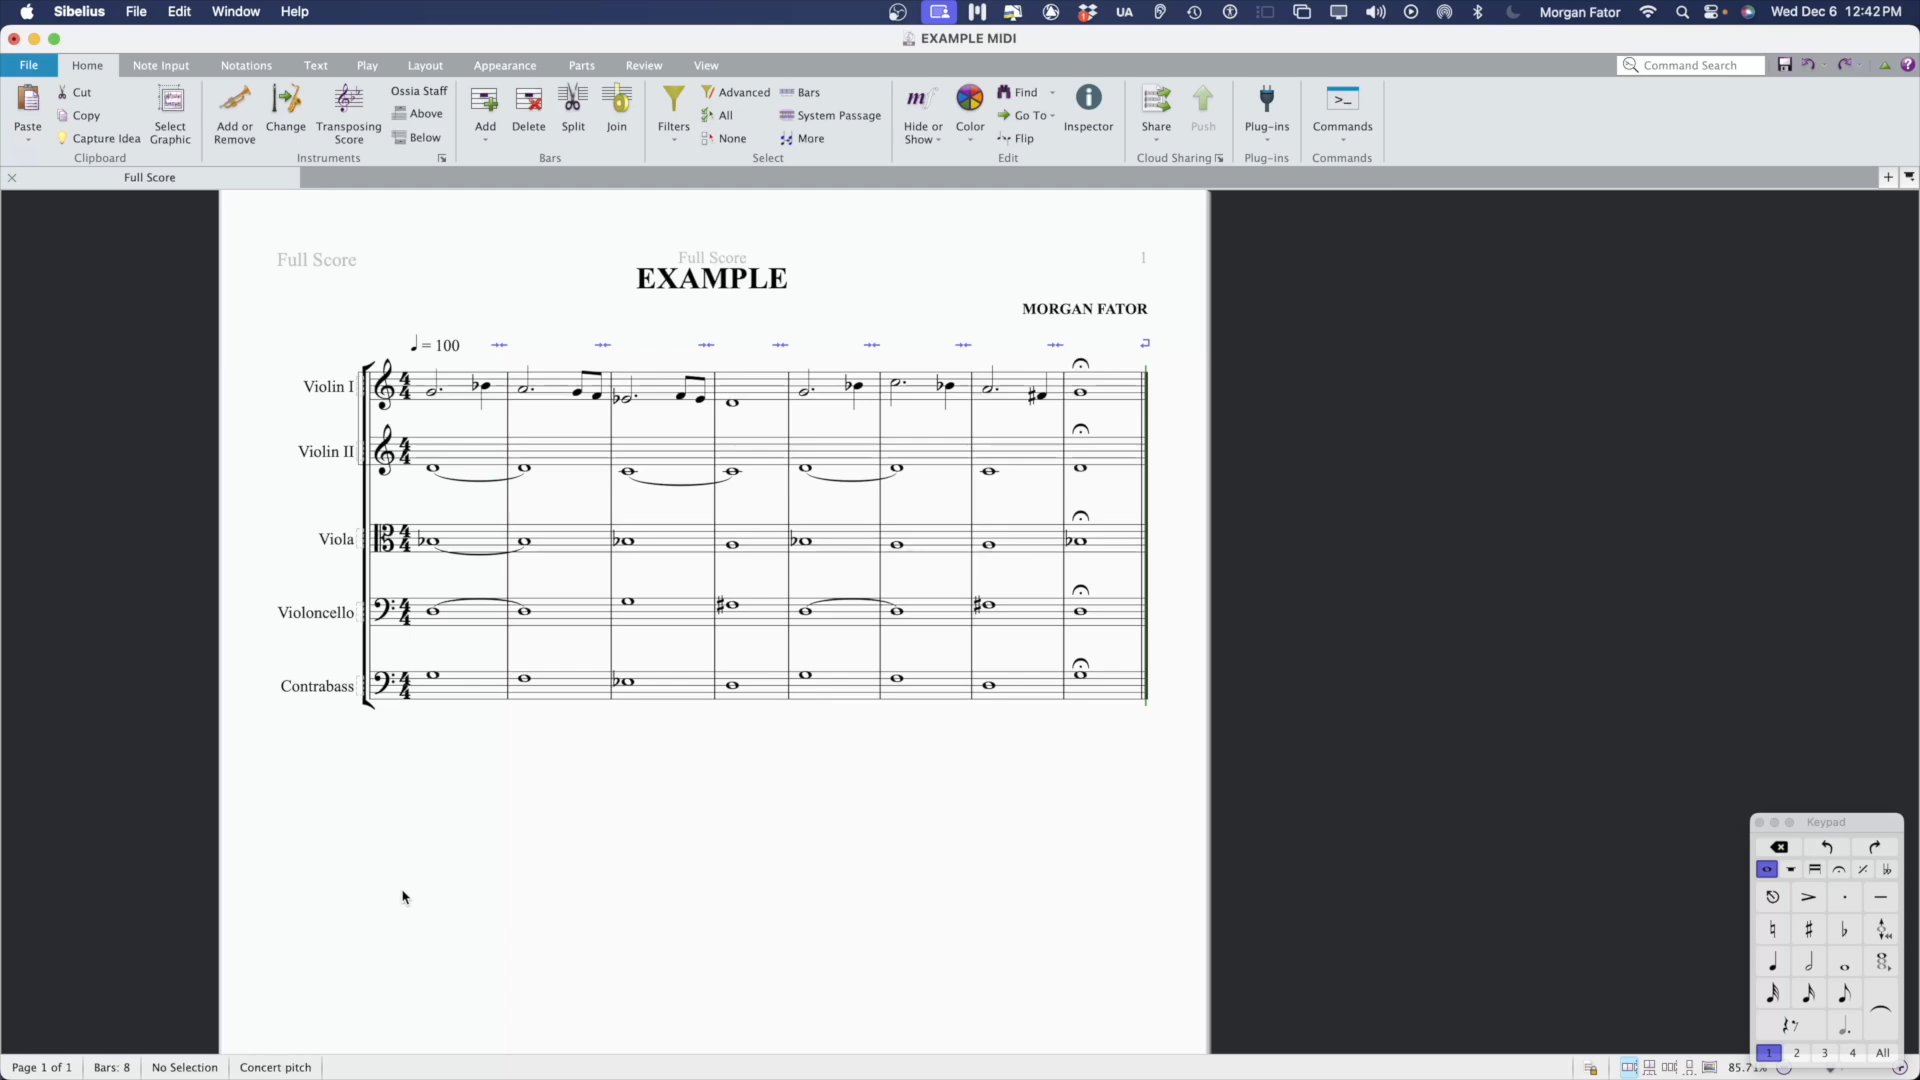 Sibelius File Edit Window Help UA Morgan Fator Wed Dec 6 12:42 PM
EXAMPLE MIDI
File Home Note Input Notations Text Play Layout Appearance Parts Review View Command Search
Paste
Cut
Copy
Capture Idea
Select Graphic
Clipboard
Add or Remove
Change
Transposing Score
Ossia Staff
Above
Below
Instruments
Add
Delete
Split
Join
Bars
Filters
Advanced
All
None
Bars
System Passage
More
Select
Hide or Show
Color
Find
Go To
Flip
Inspector
Edit
Share
Push
Cloud Sharing
Plug-ins
Plug-ins
Commands
Commands
Full Score
Full Score Full Score 1
EXAMPLE
MORGAN FATOR
= 100
Violin I
Violin II
Viola
Violoncello
Contrabass
Keypad
1 2 3 4 All
Page 1 of 1 Bars: 8 No Selection Concert pitch 85.71%